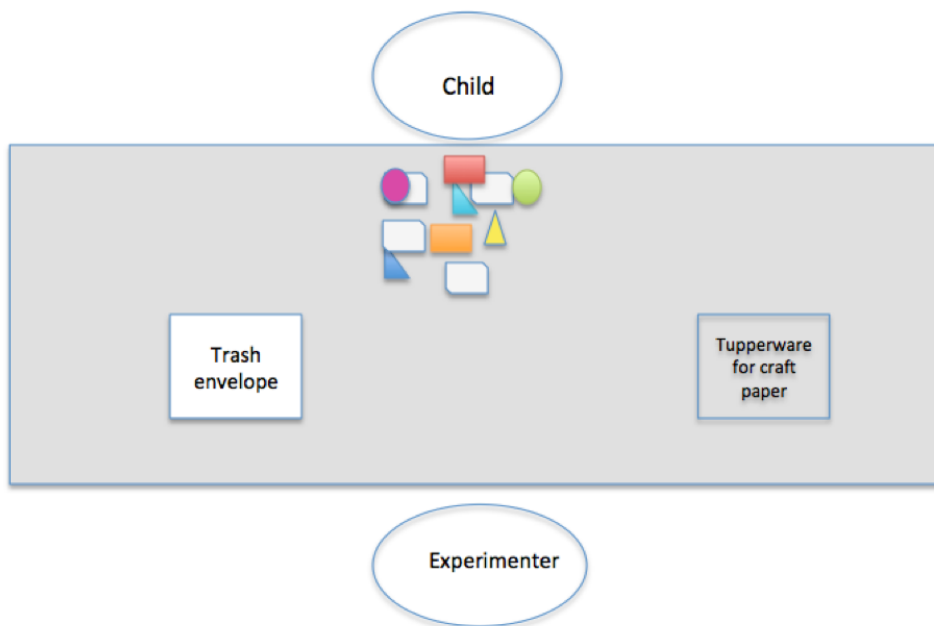 Child
Trash
envelope
Tupperware
for craft
paper
Experimenter